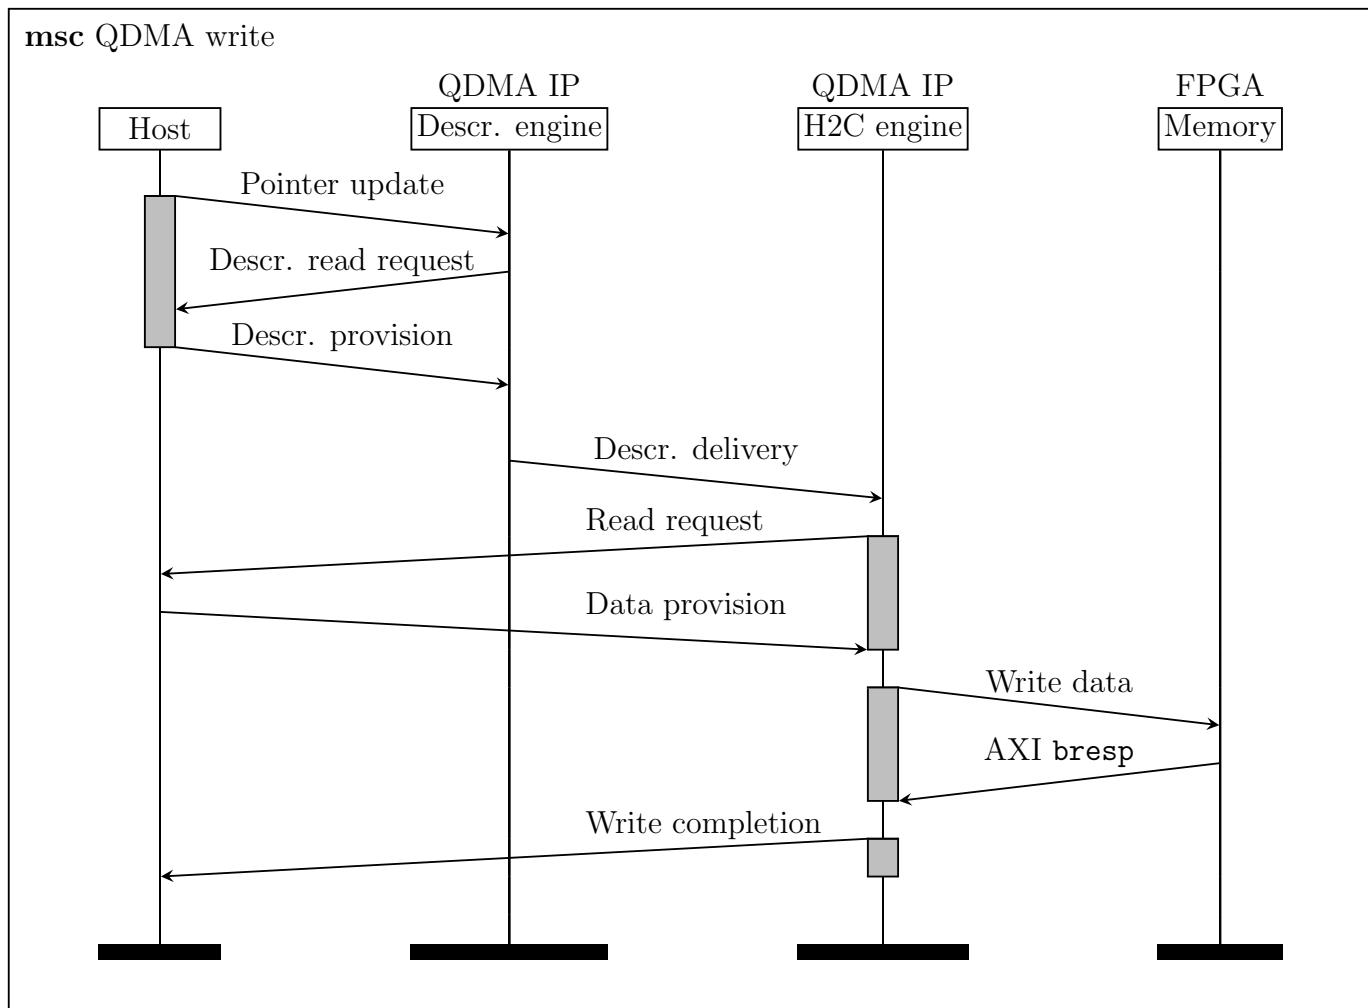 msc QDMA write
QDMA IP
QDMA IP
FPGA
Host
Descr. engine
H2C engine
Memory
Pointer update
Descr. read request
Descr. provision
Descr. delivery
Read request
Data provision
Write data
AXI bresp
Write completion